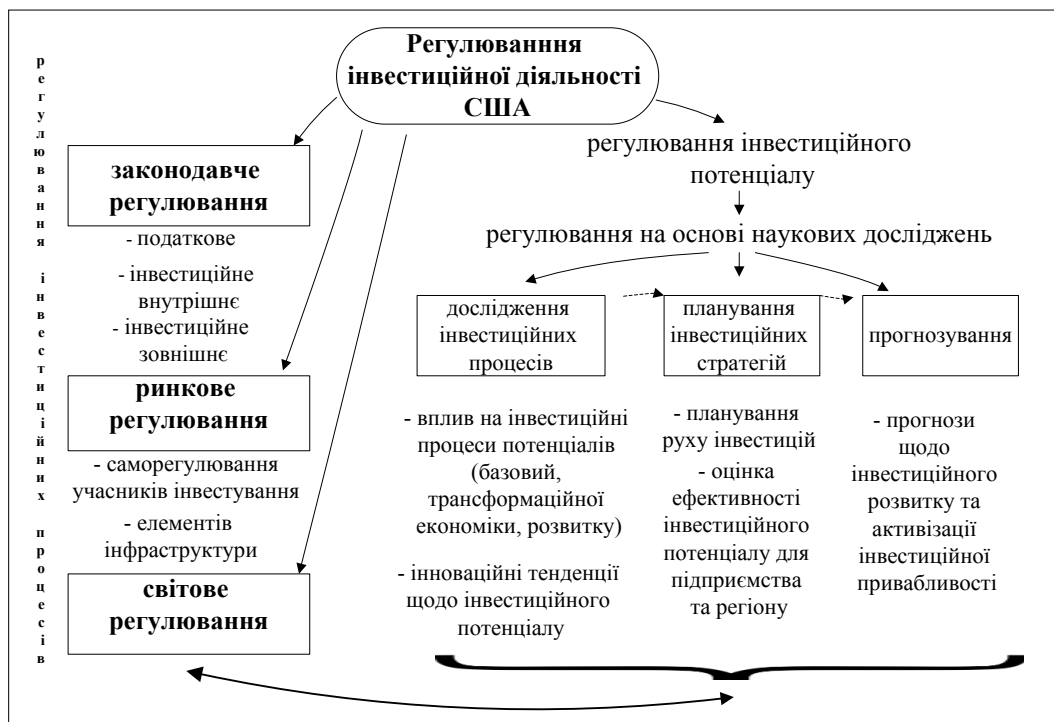 Регулюванння
інвестиційної діяльності
США
регулювання інвестиційних процесів
законодавче
регулювання
- податкове
- інвестиційне
внутрішнє
- інвестиційне
зовнішнє
ринкове
регулювання
- саморегулювання
учасників інвестування
- елементів
інфраструктури
світове
регулювання
регулювання інвестиційного
потенціалу
регулювання на основі наукових досліджень
дослідження
інвестиційних
процесів
планування
інвестиційних
стратегій
прогнозування
- вплив на інвестиційні
процеси потенціалів
(базовий,
трансформаційної
економіки, розвитку)
- інноваційні тенденції
щодо інвестиційного
потенціалу
- планування
руху інвестицій
- оцінка
ефективності
інвестиційного
потенціалу для
підприємства
та регіону
- прогнози
щодо
інвестиційного
розвитку та
активізації
інвестиційної
привабливості